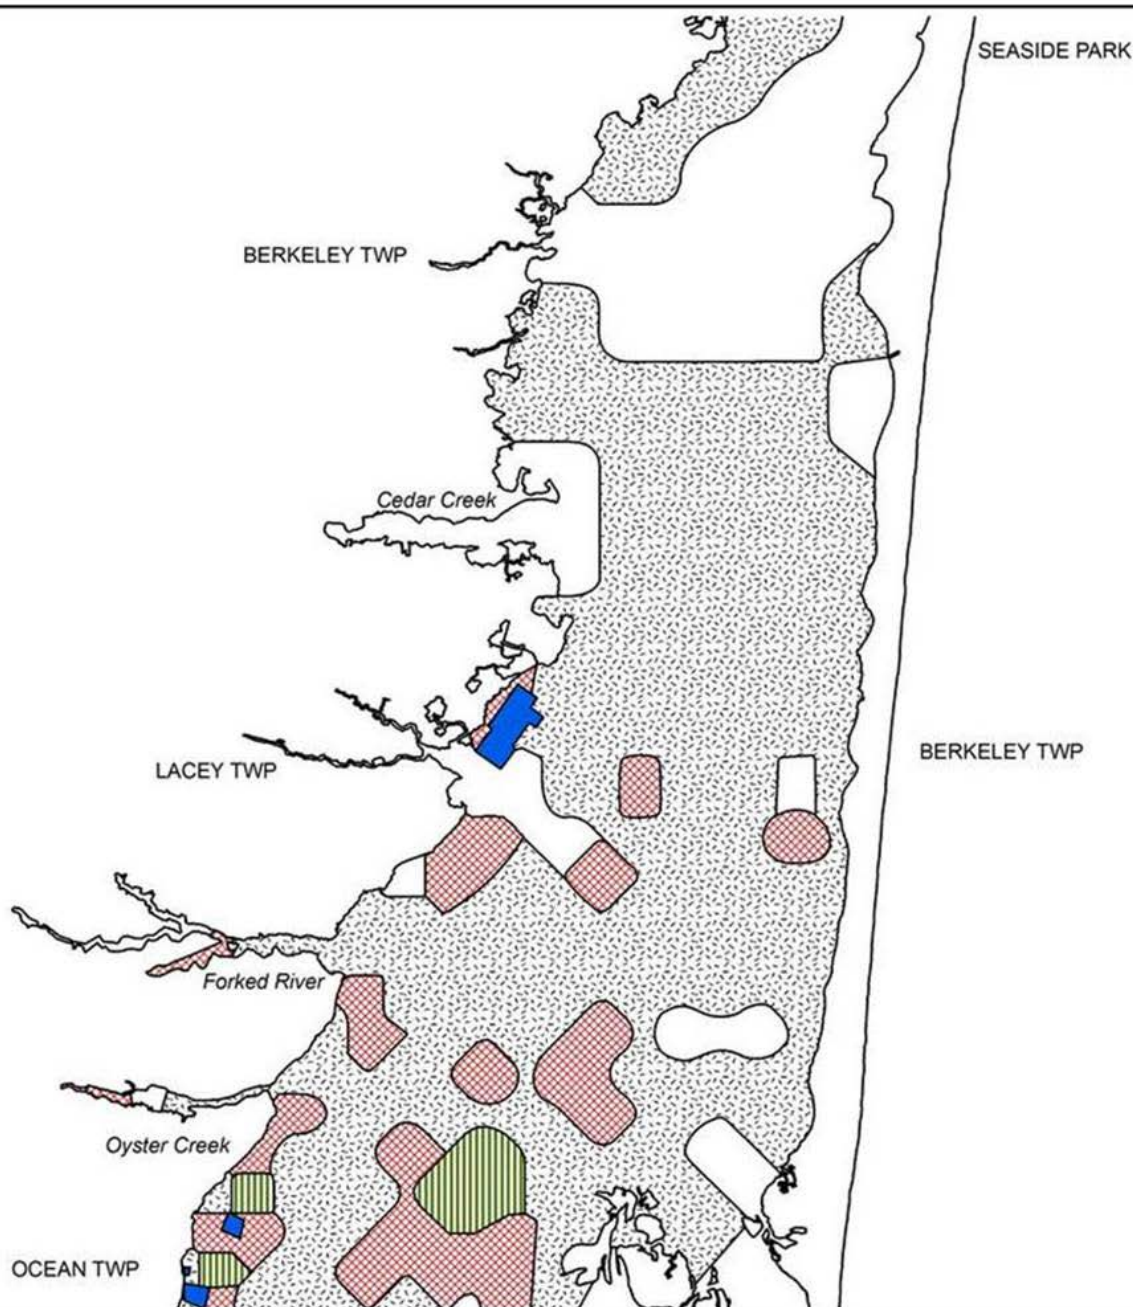 SEASIDE PARK
BERKELEY TWP
Cedar Creek
BERKELEY TWP
LACEY TWP
Forked River
Oyster Creek
OCEAN TWP